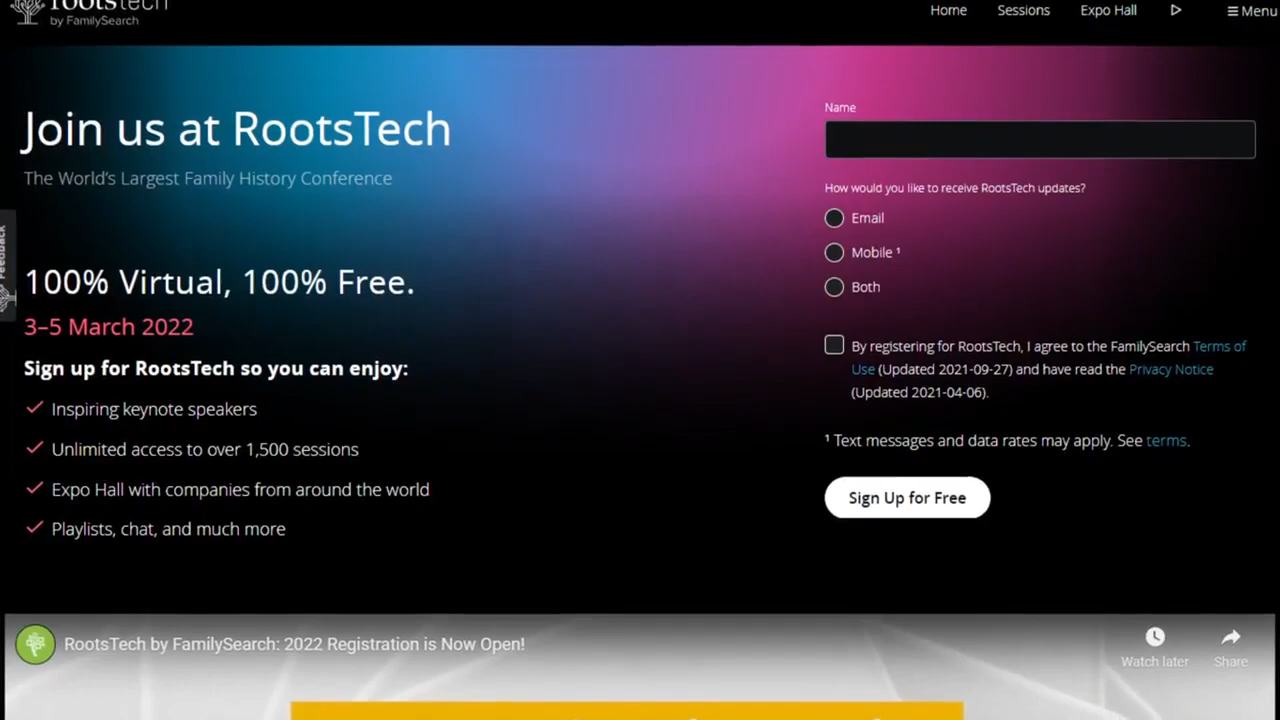 rootstech
by FamilySearch
Home
Sessions
Expo Hall
Menu
Join us at RootsTech
The World's Largest Family History Conference
Feedback
100% Virtual, 100% Free.
3–5 March 2022
Sign up for RootsTech so you can enjoy:
Inspiring keynote speakers
Unlimited access to over 1,500 sessions
Expo Hall with companies from around the world
Playlists, chat, and much more
Name
How would you like to receive RootsTech updates?
Email
Mobile ¹
Both
By registering for RootsTech, I agree to the FamilySearch Terms of
Use (Updated 2021-09-27) and have read the Privacy Notice
(Updated 2021-04-06).
¹ Text messages and data rates may apply. See terms.
Sign Up for Free
RootsTech by FamilySearch: 2022 Registration is Now Open!
Watch later
Share